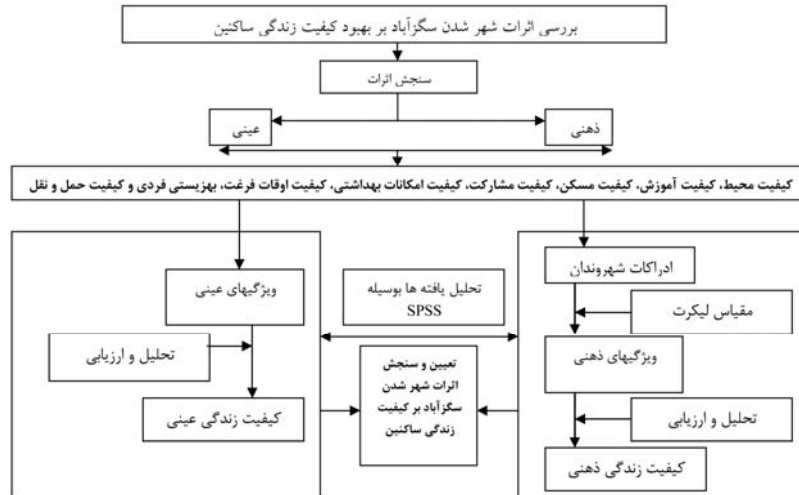 بررسی اثرات شهر شدن سگزآباد بر بهبود کیفیت زندگی ساکنین
سنجش اثرات
ذهنی
عینی
کیفیت محیط، کیفیت آموزش، کیفیت مسکن، کیفیت مشارکت، کیفیت امکانات بهداشتی، کیفیت اوقات فرغت، بهزیستی فردی و کیفیت حمل و نقل
ادراکات شهروندان
مقیاس لیکرت
ویژگیهای ذهنی
تحلیل و ارزیابی
کیفیت زندگی ذهنی
تحلیل یافته ها بوسیله
SPSS
تعیین و سنجش
اثرات شهر شدن
سگزآباد بر کیفیت
زندگی ساکنین
ویژگیهای عینی
تحلیل و ارزیابی
کیفیت زندگی عینی